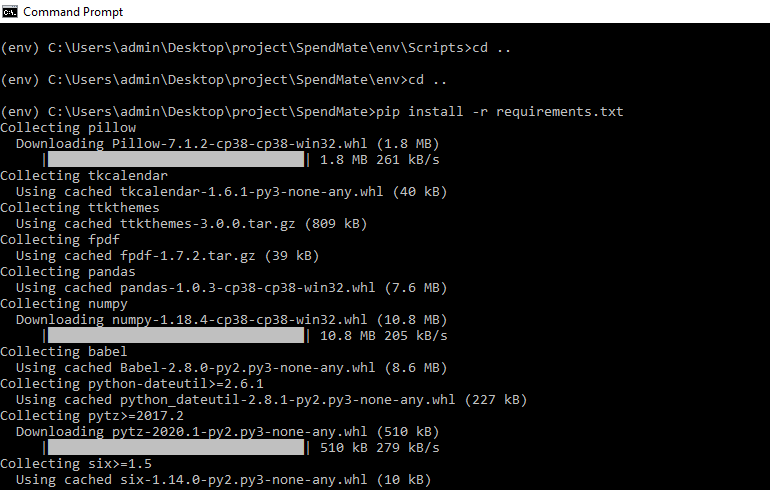 Command Prompt
(env) C:\Users\admin\Desktop\project\SpendMate\env\Scripts>cd ..
(env) C:\Users\admin\Desktop\project\SpendMate\env>cd ..
(env) C:\Users\admin\Desktop\project\SpendMate>pip install -r requirements.txt
Collecting pillow
  Downloading Pillow-7.1.2-cp38-cp38-win32.whl (1.8 MB)
     |████████████████████████████████| 1.8 MB 261 kB/s
Collecting tkcalendar
  Using cached tkcalendar-1.6.1-py3-none-any.whl (40 kB)
Collecting ttkthemes
  Using cached ttkthemes-3.0.0.tar.gz (809 kB)
Collecting fpdf
  Using cached fpdf-1.7.2.tar.gz (39 kB)
Collecting pandas
  Using cached pandas-1.0.3-cp38-cp38-win32.whl (7.6 MB)
Collecting numpy
  Downloading numpy-1.18.4-cp38-cp38-win32.whl (10.8 MB)
     |████████████████████████████████| 10.8 MB 205 kB/s
Collecting babel
  Using cached Babel-2.8.0-py2.py3-none-any.whl (8.6 MB)
Collecting python-dateutil>=2.6.1
  Using cached python_dateutil-2.8.1-py2.py3-none-any.whl (227 kB)
Collecting pytz>=2017.2
  Downloading pytz-2020.1-py2.py3-none-any.whl (510 kB)
     |████████████████████████████████| 510 kB 279 kB/s
Collecting six>=1.5
  Using cached six-1.14.0-py2.py3-none-any.whl (10 kB)